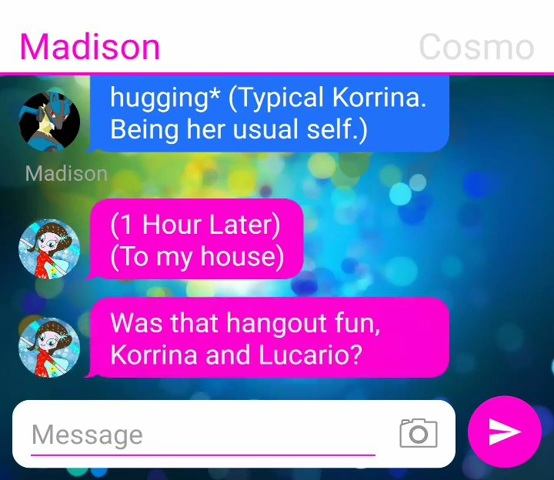 Madison
Cosmo
hugging* (Typical Korrina.
Being her usual self.)
Madison
(1 Hour Later)
(To my house)
Was that hangout fun,
Korrina and Lucario?
Message